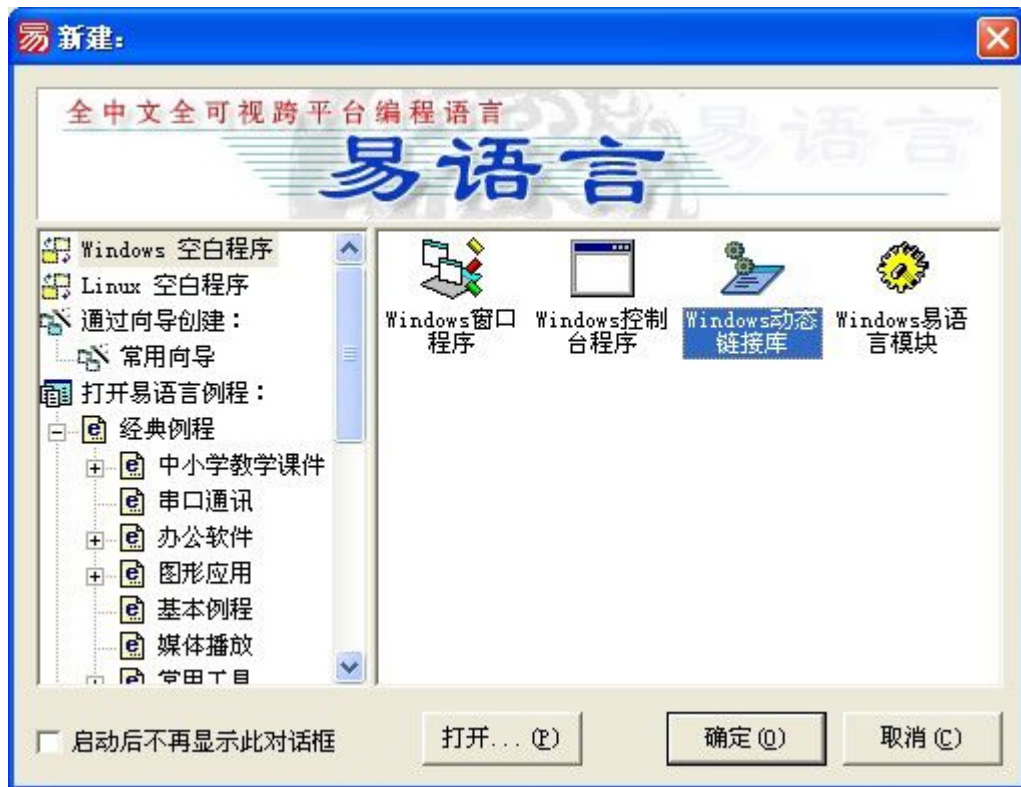 新建:
全中文全可视跨平台编程语言
易语言
易语言
Windows 空白程序
Linux 空白程序
通过向导创建：
常用向导
打开易语言例程：
经典例程
中小学教学课件
串口通讯
办公软件
图形应用
基本例程
媒体播放
常用工具
Windows窗口
程序
Windows控制
台程序
Windows动态
链接库
Windows易语
言模块
启动后不再显示此对话框
打开... (P)
确定(O)
取消(C)